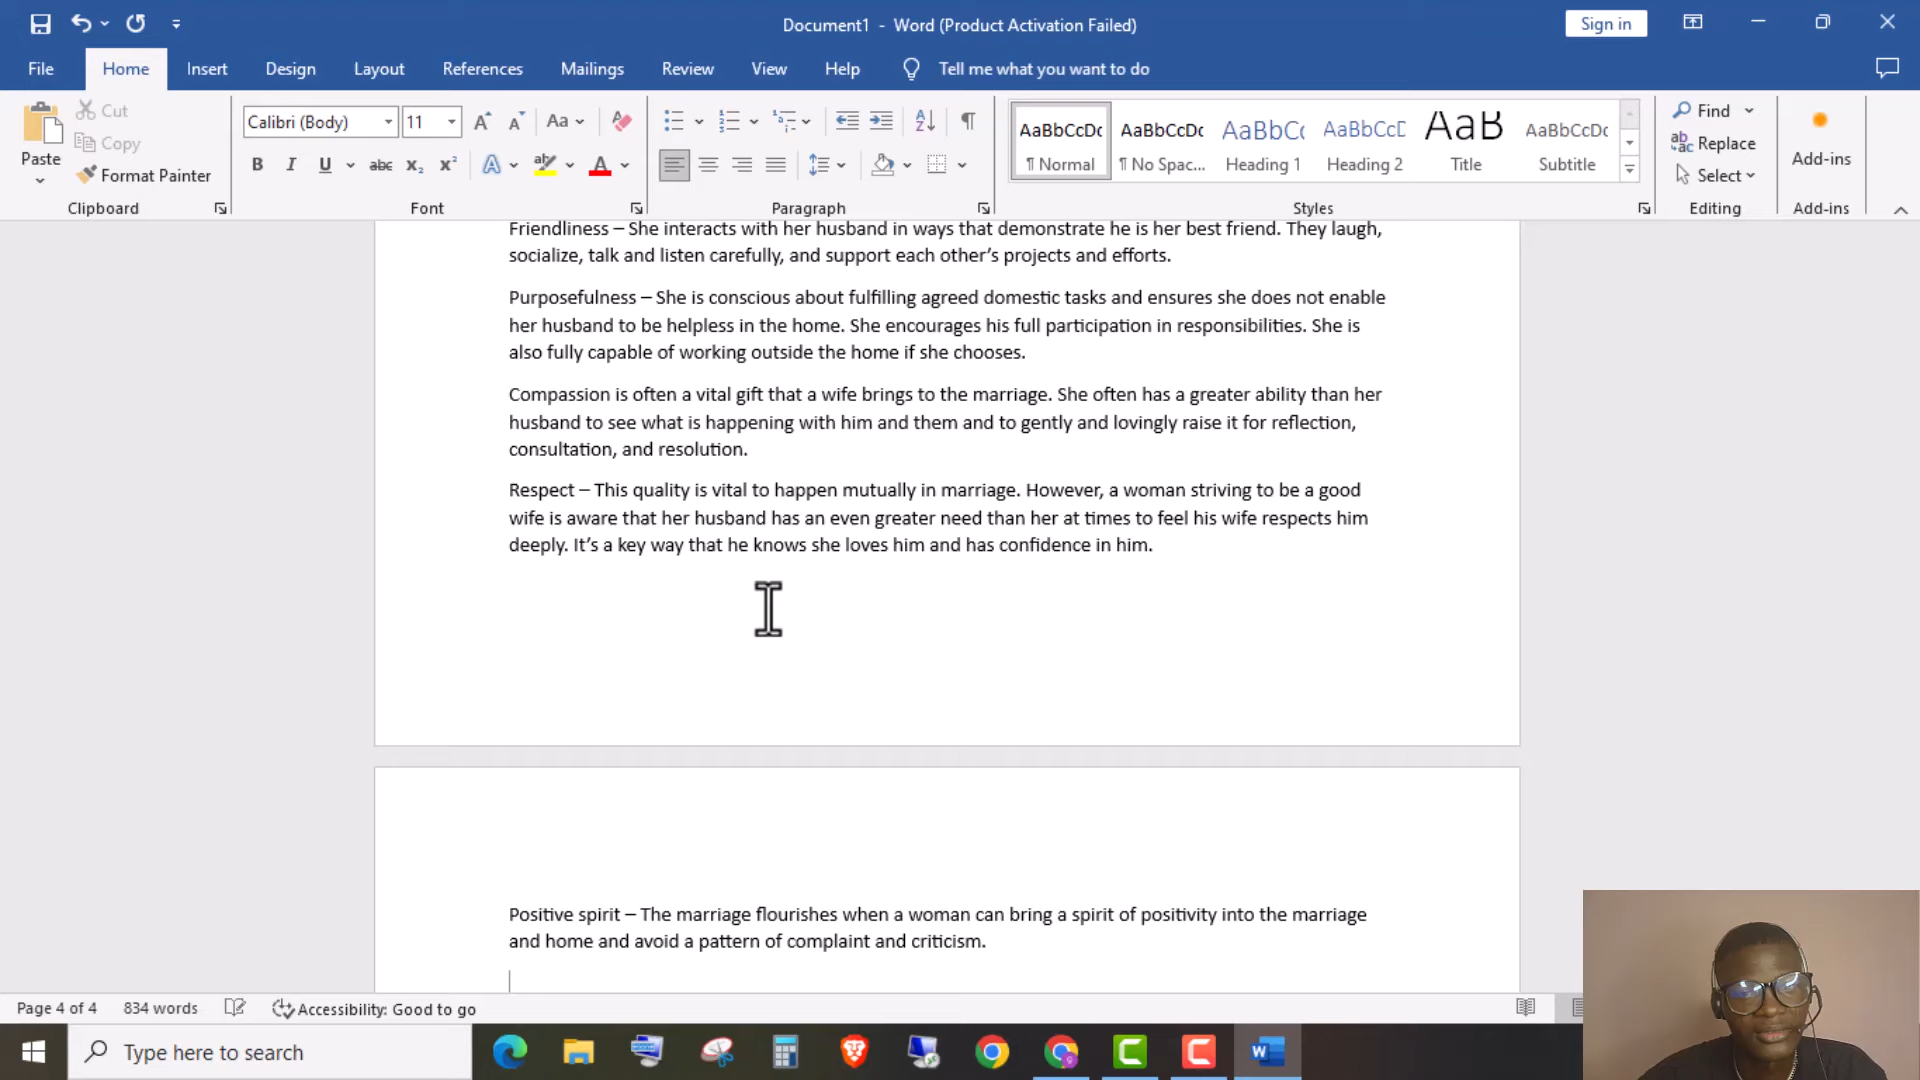 Document1 - Word (Product Activation Failed)
Sign in
File Home Insert Design Layout References Mailings Review View Help Tell me what you want to do
Paste
Cut
Copy
Format Painter
Clipboard
Calibri (Body) 11
Font
Paragraph
AaBbCcDc AaBbCcDc AaBbC( AaBbCcD AaB AaBbCcDc
¶ Normal ¶ No Spac... Heading 1 Heading 2 Title Subtitle
Styles
Find
Replace
Select
Editing
Add-ins
Add-ins
Friendliness – She interacts with her husband in ways that demonstrate he is her best friend. They laugh,
socialize, talk and listen carefully, and support each other's projects and efforts.
Purposefulness – She is conscious about fulfilling agreed domestic tasks and ensures she does not enable
her husband to be helpless in the home. She encourages his full participation in responsibilities. She is
also fully capable of working outside the home if she chooses.
Compassion is often a vital gift that a wife brings to the marriage. She often has a greater ability than her
husband to see what is happening with him and them and to gently and lovingly raise it for reflection,
consultation, and resolution.
Respect – This quality is vital to happen mutually in marriage. However, a woman striving to be a good
wife is aware that her husband has an even greater need than her at times to feel his wife respects him
deeply. It's a key way that he knows she loves him and has confidence in him.
Positive spirit – The marriage flourishes when a woman can bring a spirit of positivity into the marriage
and home and avoid a pattern of complaint and criticism.
Page 4 of 4 834 words Accessibility: Good to go
Type here to search